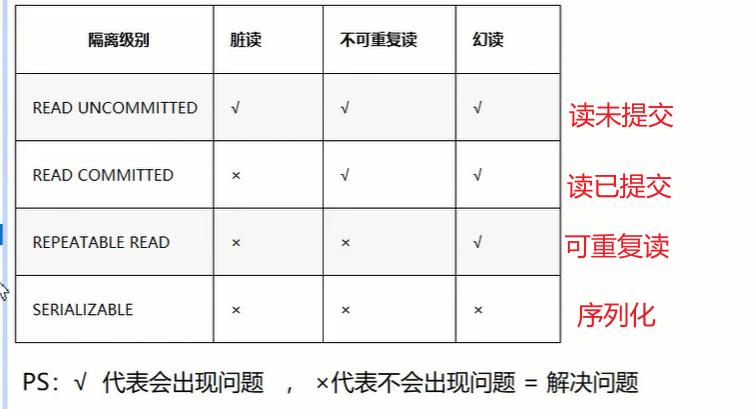 隔离级别 脏读 不可重复读 幻读
READ UNCOMMITTED √ √ √ 读未提交
READ COMMITTED × √ √ 读已提交
REPEATABLE READ × × √ 可重复读
SERIALIZABLE × × × 序列化
PS：√ 代表会出现问题 ，×代表不会出现问题 = 解决问题